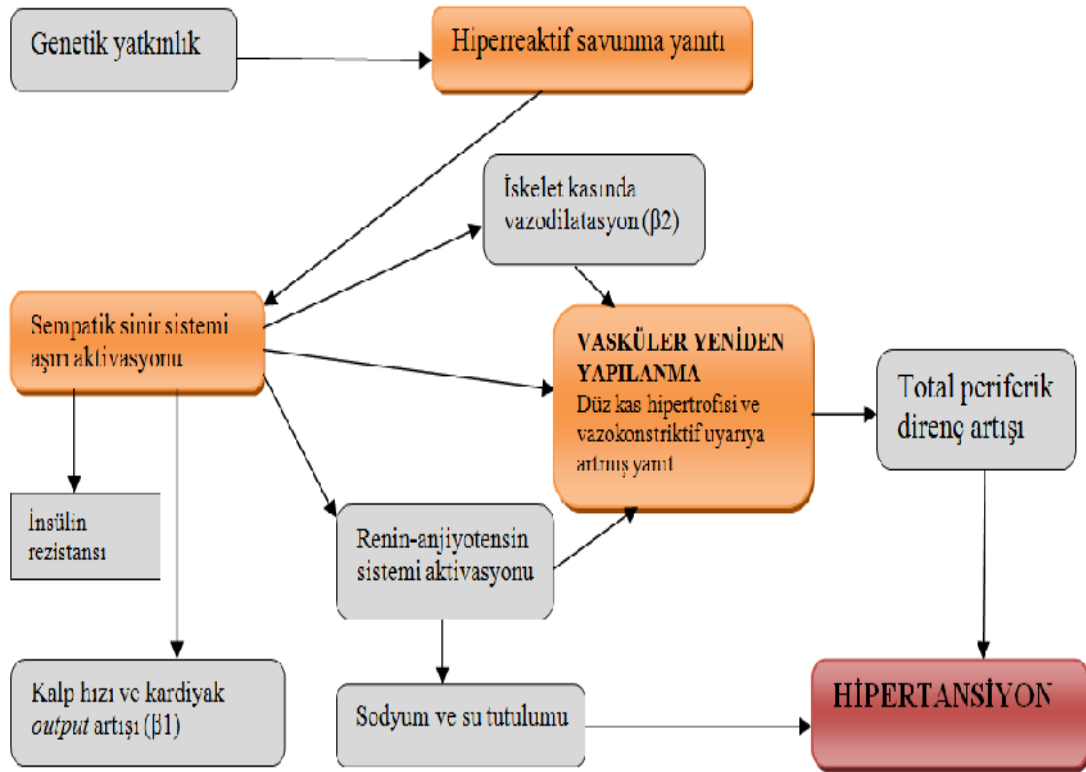 Genetik yatkınlık
Hiperreaktif savunma yanıtı
İskelet kasında
vazodilatasyon (β2)
Sempatik sinir sistemi
aşırı aktivasyonu
VASKÜLER YENİDEN
YAPILANMA
Düz kas hipertrofisi ve
vazokonstriktif uyarıya
artmış yanıt
Total periferik
direnç artışı
İnsülin
rezistansı
Renin-anjiyotensin
sistemi aktivasyonu
Kalp hızı ve kardiyak
output artışı (β1)
Sodyum ve su tutulumu
HİPERTANSİYON